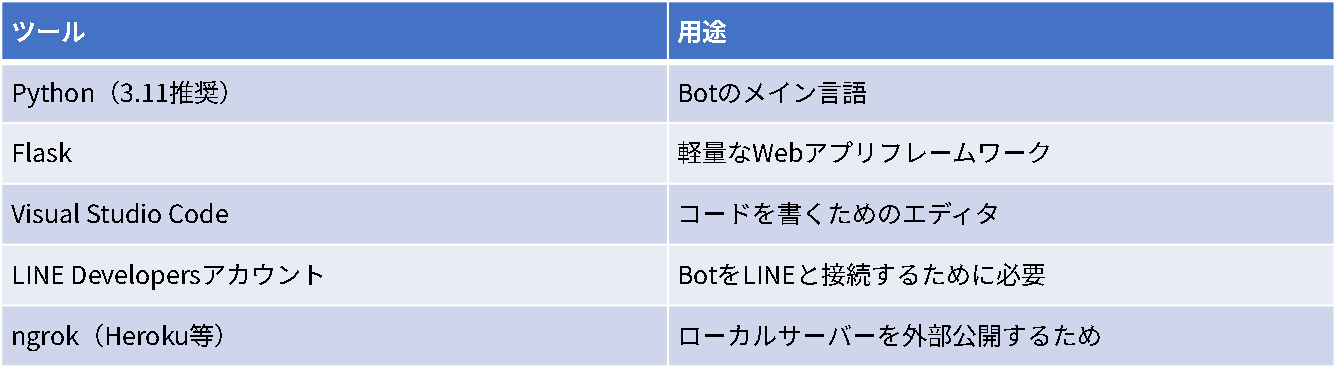 ツール 用途
Python（3.11推奨） Botのメイン言語
Flask 軽量なWebアプリフレームワーク
Visual Studio Code コードを書くためのエディタ
LINE Developersアカウント BotをLINEと接続するために必要
ngrok（Heroku等） ローカルサーバーを外部公開するため